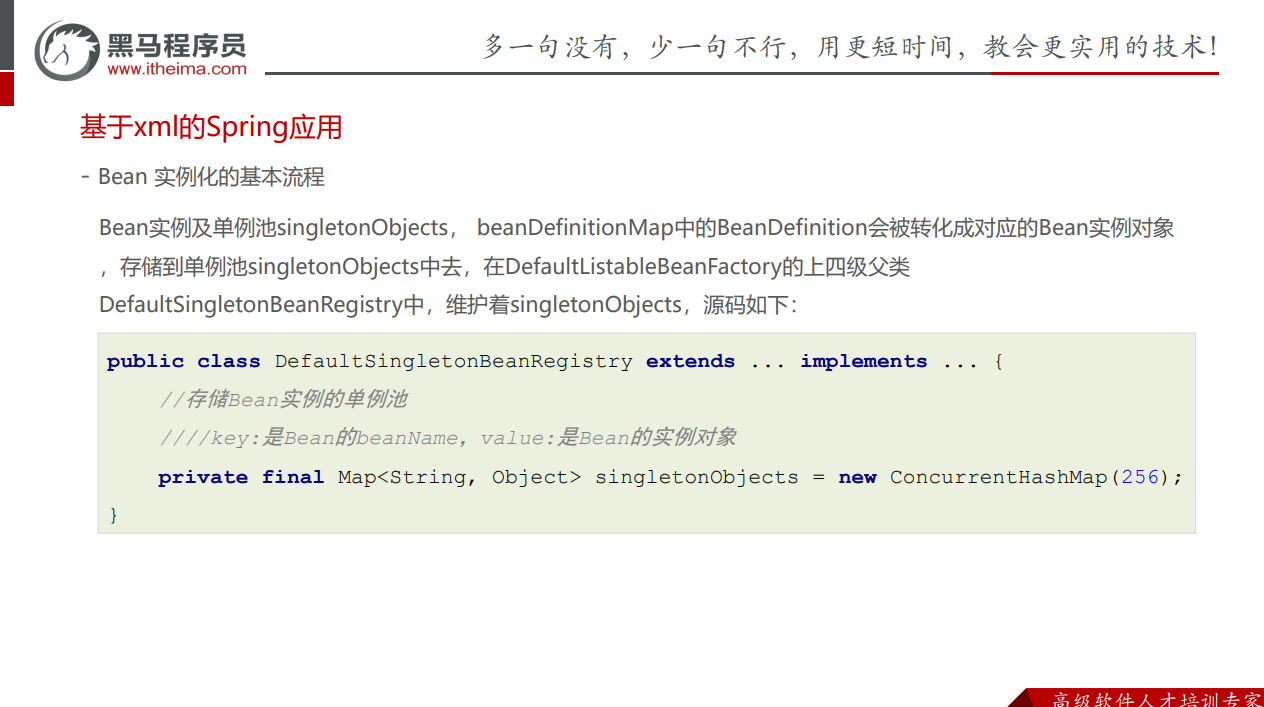 黑马程序员
www.itheima.com
多一句没有，少一句不行，用更短时间，教会更实用的技术！
基于xml的Spring应用
- Bean 实例化的基本流程
Bean实例及单例池singletonObjects， beanDefinitionMap中的BeanDefinition会被转化成对应的Bean实例对象
，存储到单例池singletonObjects中去，在DefaultListableBeanFactory的上四级父类
DefaultSingletonBeanRegistry中，维护着singletonObjects，源码如下：
public class DefaultSingletonBeanRegistry extends ... implements ... {
//存储Bean实例的单例池
////key:是Bean的beanName，value:是Bean的实例对象
private final Map<String, Object> singletonObjects = new ConcurrentHashMap(256);
}
高级软件人才培训专家